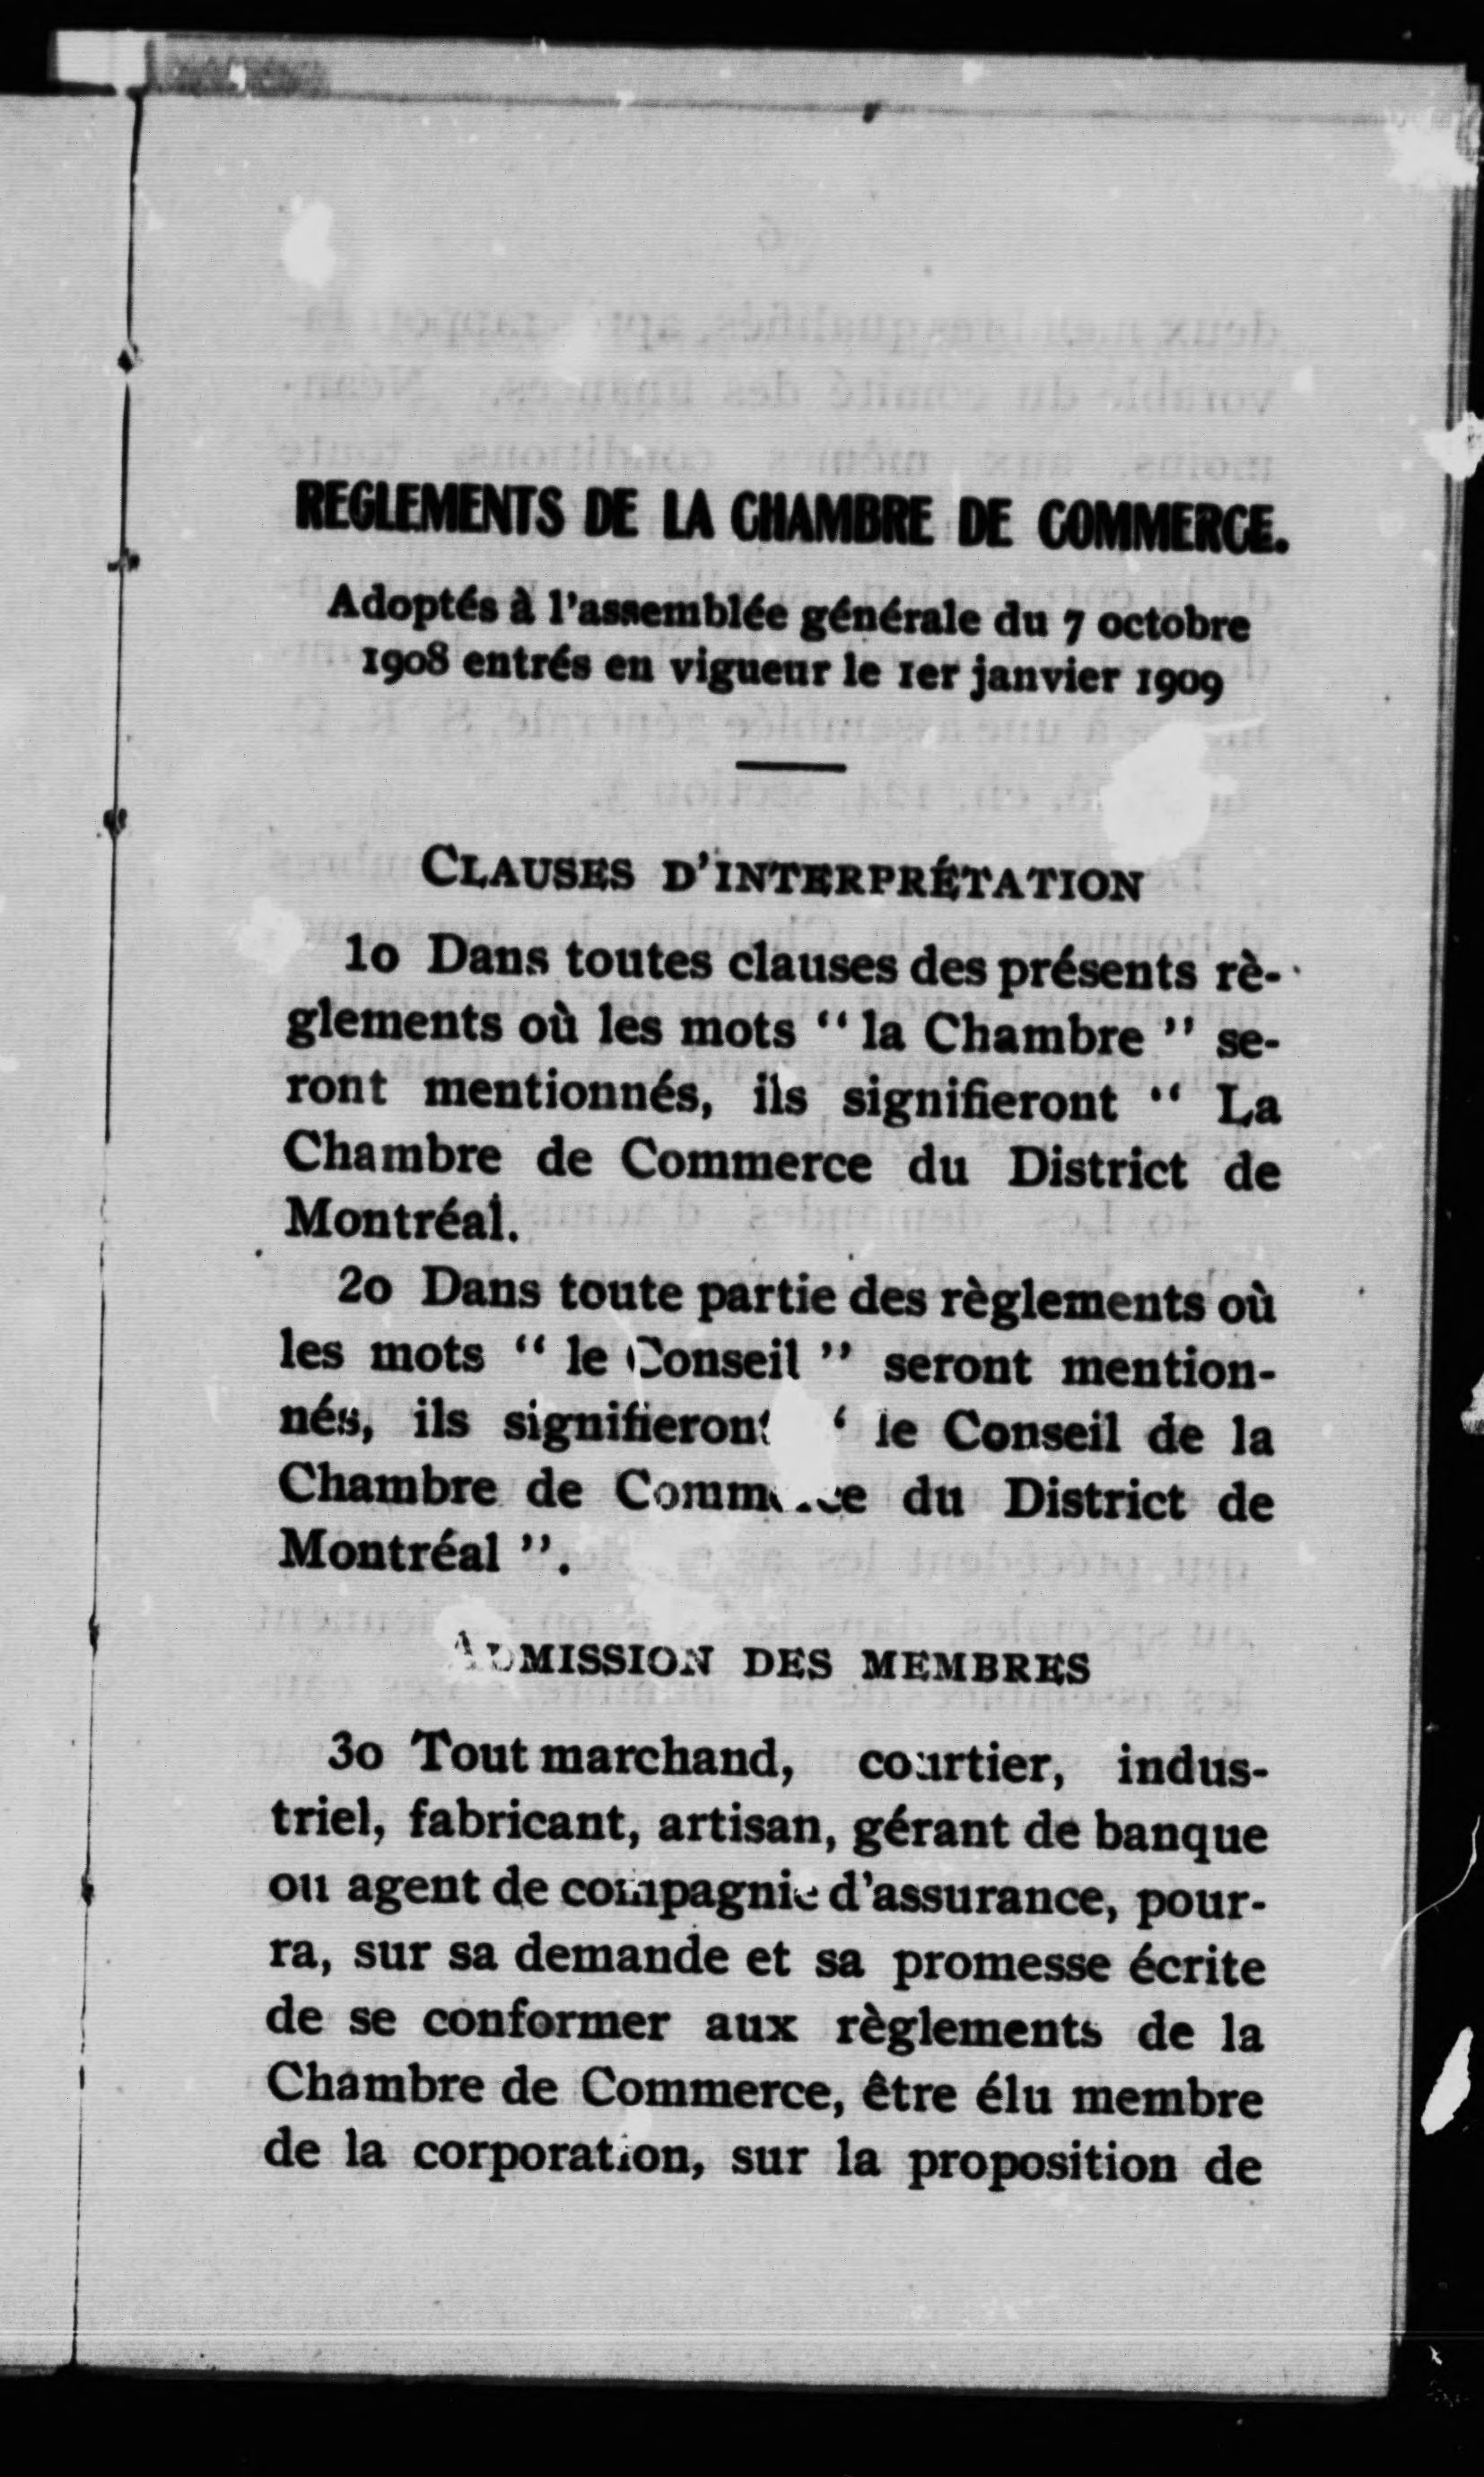 REGLEMENTS DE LA CHAMBRE DE COMMERCE.
Adoptés à l'assemblée générale du 7 octobre
1908 entrés en vigueur le 1er janvier 1909
CLAUSES D'INTERPRÉTATION
1o Dans toutes clauses des présents rè-
glements où les mots " la Chambre " se-
ront mentionnés, ils signifieront " La
Chambre de Commerce du District de
Montréal.
2o Dans toute partie des règlements où
les mots " le Conseil " seront mention-
nés, ils signifieront " le Conseil de la
Chambre de Commerce du District de
Montréal ".
ADMISSION DES MEMBRES
3o Tout marchand, courtier, indus-
triel, fabricant, artisan, gérant de banque
ou agent de compagnie d'assurance, pour-
ra, sur sa demande et sa promesse écrite
de se conformer aux règlements de la
Chambre de Commerce, être élu membre
de la corporation, sur la proposition de